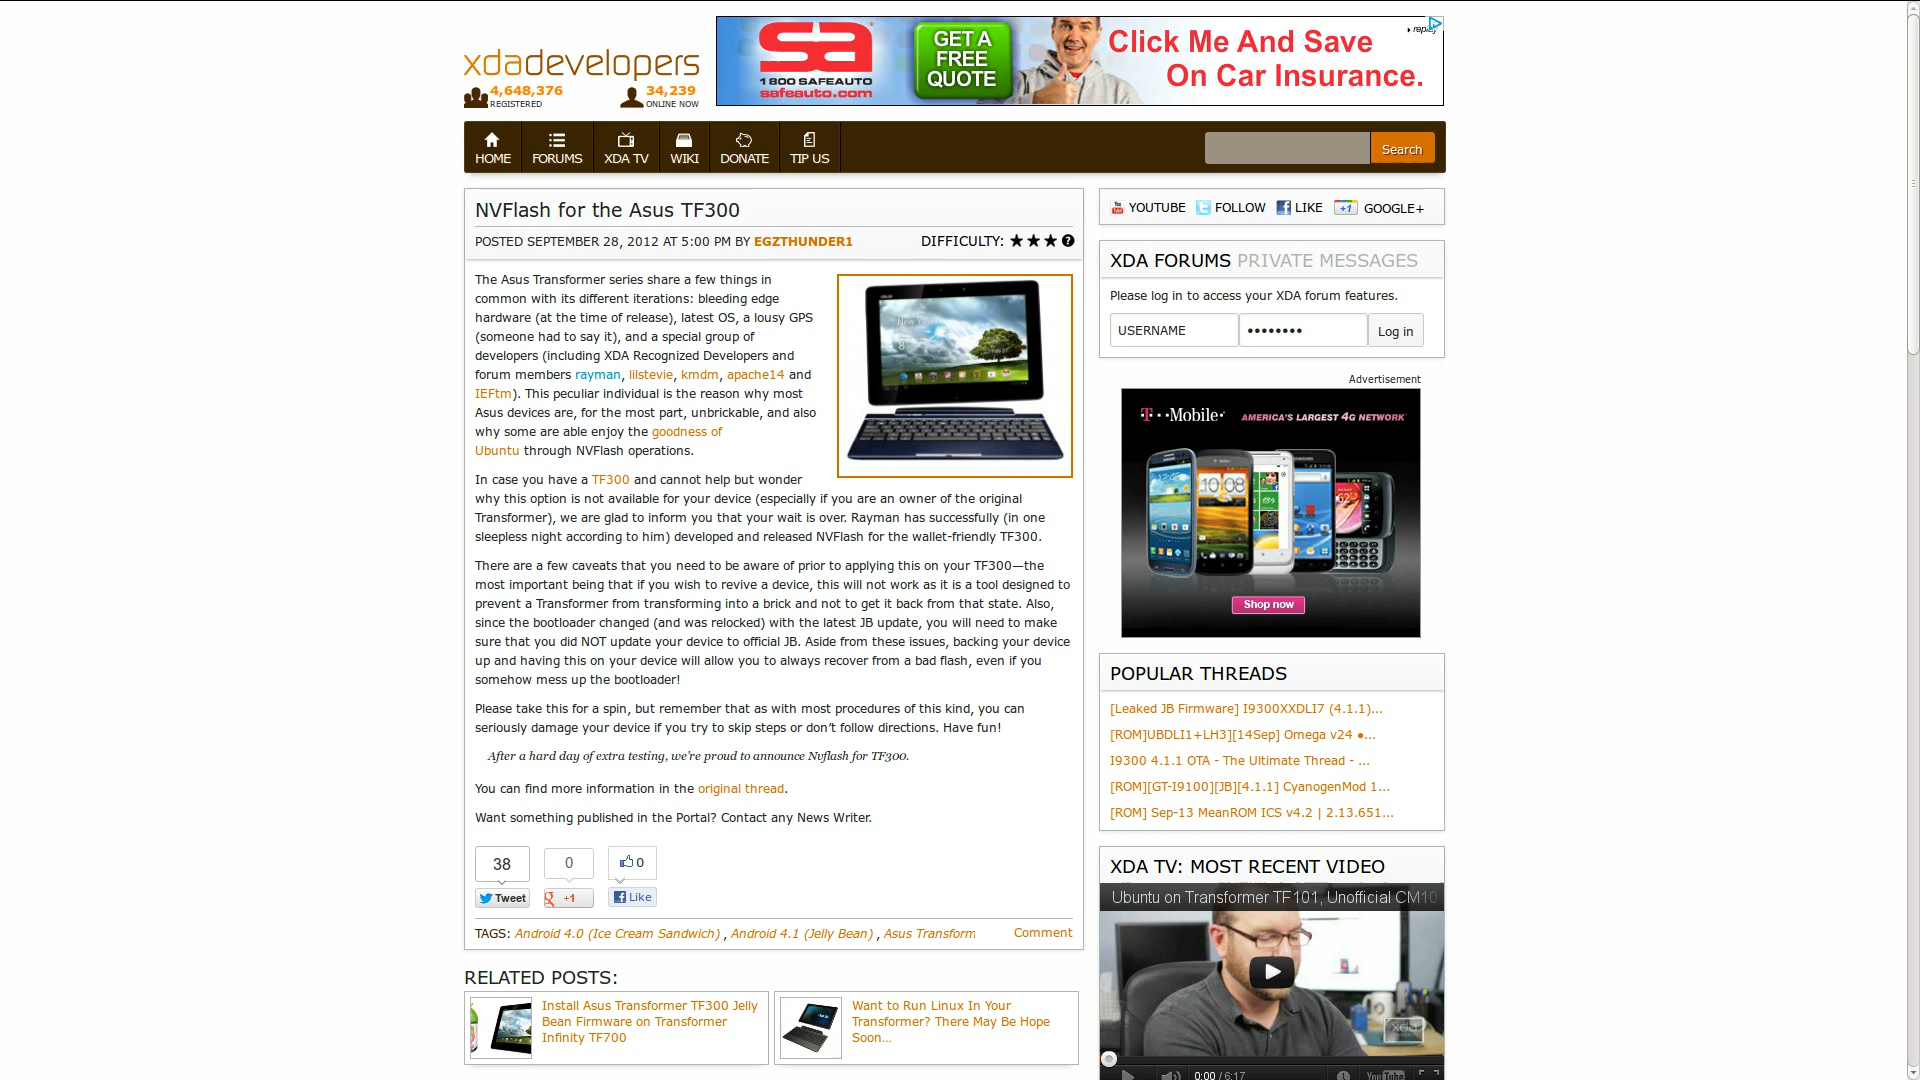 xdadevelopers
4,648,376
REGISTERED
34,239
ONLINE NOW
sa
1 800 SAFEAUTO
safeauto.com
GET A
FREE
QUOTE
Click Me And Save
On Car Insurance.
HOME
FORUMS
XDA TV
WIKI
DONATE
TIP US
Search
NVFlash for the Asus TF300
POSTED SEPTEMBER 28, 2012 AT 5:00 PM BY EGZTHUNDER1
DIFFICULTY: ★ ★ ★ ?
The Asus Transformer series share a few things in
common with its different iterations: bleeding edge
hardware (at the time of release), latest OS, a lousy GPS
(someone had to say it), and a special group of
developers (including XDA Recognized Developers and
forum members rayman, lilstevie, kmdm, apache14 and
IEFtm). This peculiar individual is the reason why most
Asus devices are, for the most part, unbrickable, and also
why some are able enjoy the goodness of
Ubuntu through NVFlash operations.
In case you have a TF300 and cannot help but wonder
why this option is not available for your device (especially if you are an owner of the original
Transformer), we are glad to inform you that your wait is over. Rayman has successfully (in one
sleepless night according to him) developed and released NVFlash for the wallet-friendly TF300.
There are a few caveats that you need to be aware of prior to applying this on your TF300—the
most important being that if you wish to revive a device, this will not work as it is a tool designed to
prevent a Transformer from transforming into a brick and not to get it back from that state. Also,
since the bootloader changed (and was relocked) with the latest JB update, you will need to make
sure that you did NOT update your device to official JB. Aside from these issues, backing your device
up and having this on your device will allow you to always recover from a bad flash, even if you
somehow mess up the bootloader!
Please take this for a spin, but remember that as with most procedures of this kind, you can
seriously damage your device if you try to skip steps or don't follow directions. Have fun!
After a hard day of extra testing, we're proud to announce Nvflash for TF300.
You can find more information in the original thread.
Want something published in the Portal? Contact any News Writer.
38
0
0
Tweet
+1
Like
TAGS: Android 4.0 (Ice Cream Sandwich) , Android 4.1 (Jelly Bean) , Asus Transform
Comment
RELATED POSTS:
Install Asus Transformer TF300 Jelly
Bean Firmware on Transformer
Infinity TF700
Want to Run Linux In Your
Transformer? There May Be Hope
Soon...
YOUTUBE
FOLLOW
LIKE
+1 GOOGLE+
XDA FORUMS PRIVATE MESSAGES
Please log in to access your XDA forum features.
USERNAME
••••••••
Log in
Advertisement
T··Mobile· AMERICA'S LARGEST 4G NETWORK
Shop now
POPULAR THREADS
[Leaked JB Firmware] I9300XXDLI7 (4.1.1)...
[ROM]UBDLI1+LH3][14Sep] Omega v24 ●...
I9300 4.1.1 OTA - The Ultimate Thread - ...
[ROM][GT-I9100][JB][4.1.1] CyanogenMod 1...
[ROM] Sep-13 MeanROM ICS v4.2 | 2.13.651...
XDA TV: MOST RECENT VIDEO
Ubuntu on Transformer TF101, Unofficial CM10
xda
0:00 / 6:17
YouTube